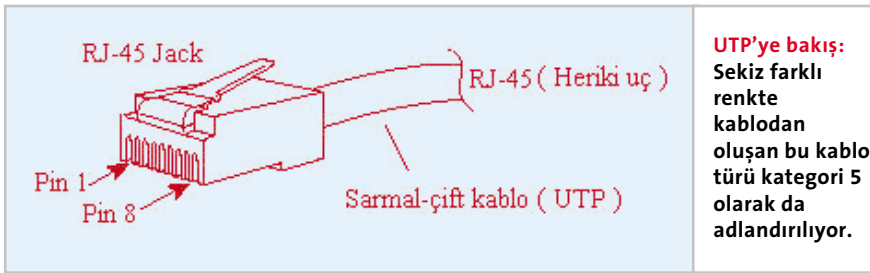 RJ-45 Jack
RJ-45 ( Heriki uç )
Pin 1
Pin 8
Sarmal-çift kablo ( UTP )
UTP’ye bakış:
Sekiz farklı
renkte
kablodan
oluşan bu kablo
türü kategori 5
olarak da
adlandırılıyor.